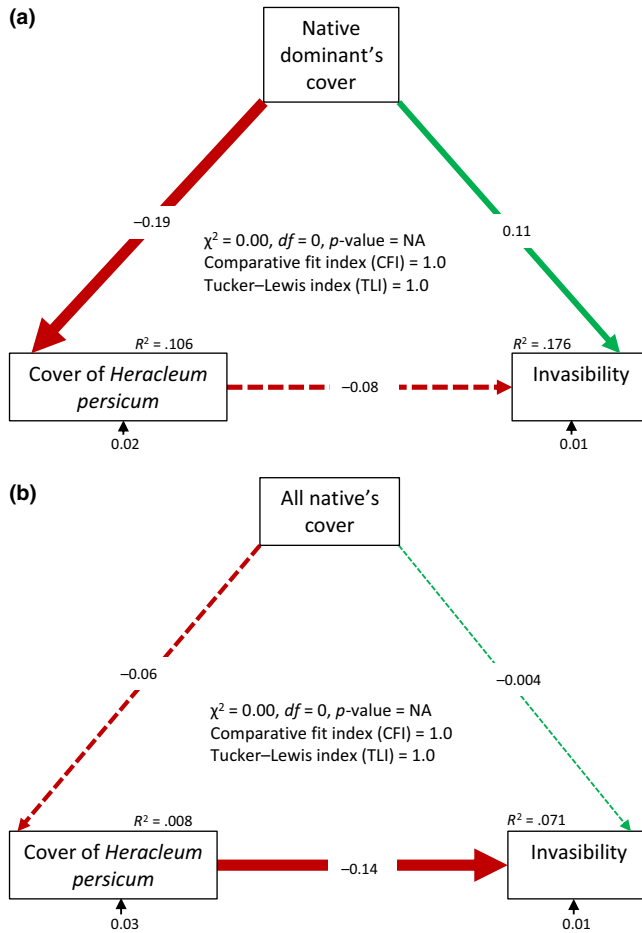 (a)
Native
dominant's
cover
–0.19
0.11
χ² = 0.00, df = 0, p-value = NA
Comparative fit index (CFI) = 1.0
Tucker–Lewis index (TLI) = 1.0
R² = .106
R² = .176
Cover of Heracleum
persicum
–0.08
Invasibility
0.02
0.01
(b)
All native's
cover
–0.06
–0.004
χ² = 0.00, df = 0, p-value = NA
Comparative fit index (CFI) = 1.0
Tucker–Lewis index (TLI) = 1.0
R² = .008
R² = .071
Cover of Heracleum
persicum
–0.14
Invasibility
0.03
0.01